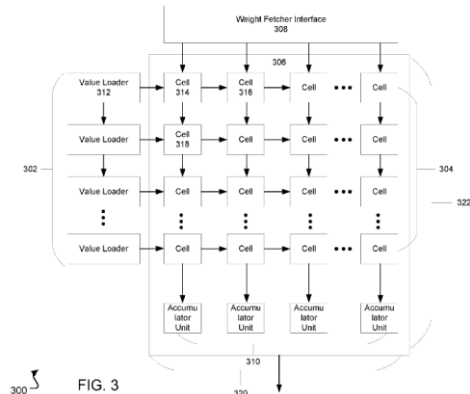 Weight Fetcher Interface
308
306
Value Loader
312
Cell
314
Cell
316
Cell
Cell
Value Loader
Cell
318
Cell
Cell
Cell
302
304
Value Loader
Cell
Cell
Cell
Cell
322
Value Loader
Cell
Cell
Cell
Cell
Accumu
lator
Unit
Accumu
lator
Unit
Accumu
lator
Unit
Accumu
lator
Unit
310
320
300
FIG. 3